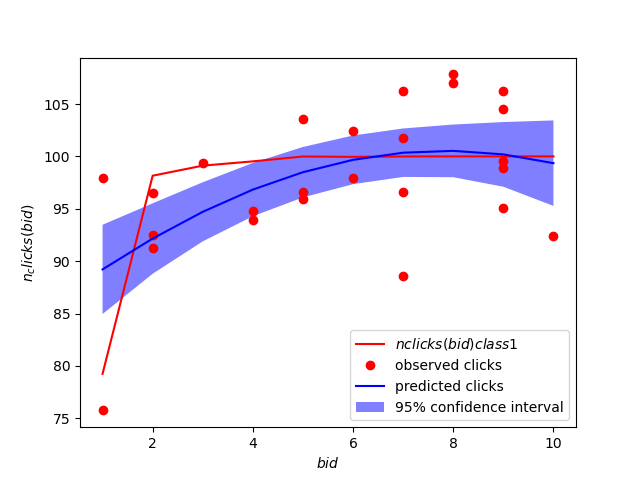 105
100
95
90
85
80
75
n_clicks(bid)
nclicks(bid)class1
observed clicks
predicted clicks
95% confidence interval
2
4
6
8
10
bid